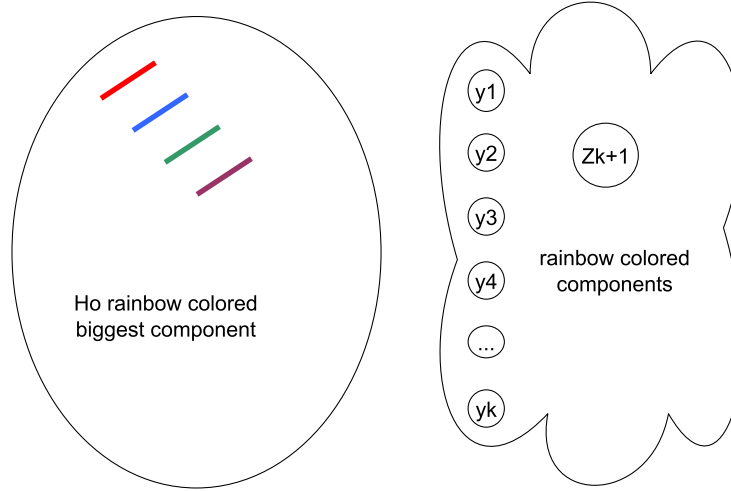 Ho rainbow colored
biggest component
y1
y2
y3
y4
...
yk
Zk+1
rainbow colored
components